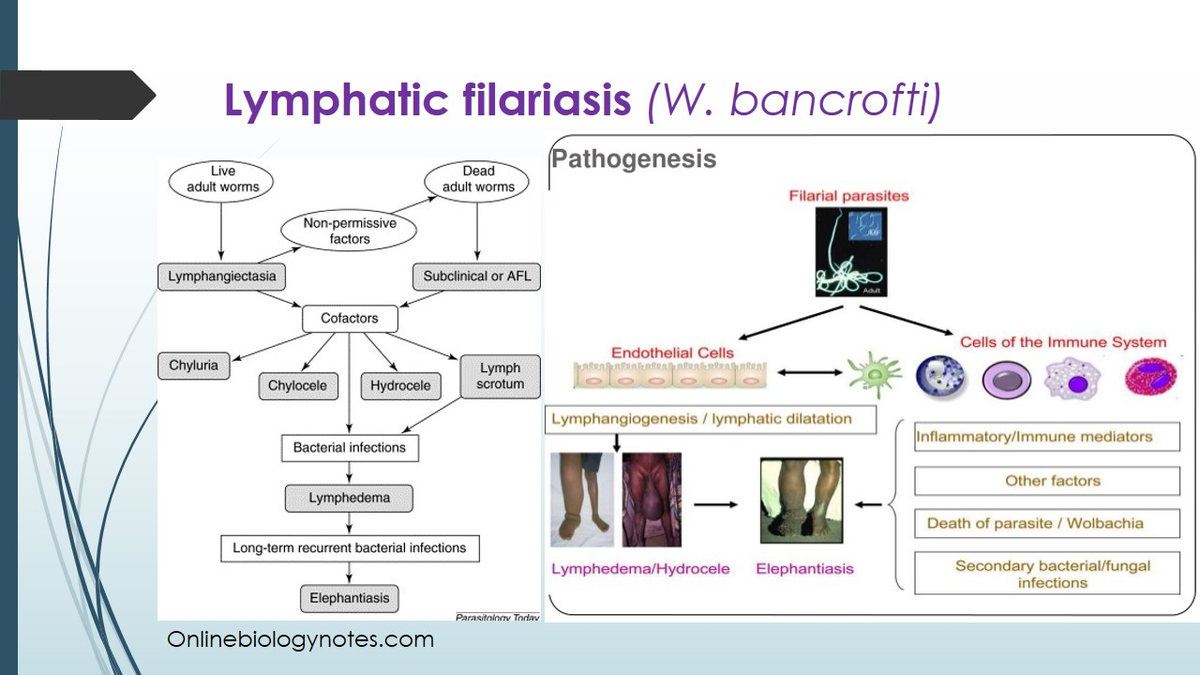 Lymphatic filariasis (W. bancrofti)
Live
adult worms
Dead
adult worms
Non-permissive
factors
Lymphangiectasia
Subclinical or AFL
Cofactors
Chyluria
Chylocele
Hydrocele
Lymph
scrotum
Bacterial infections
Lymphedema
Long-term recurrent bacterial infections
Elephantiasis
Parasitology Today
Pathogenesis
Filarial parasites
Adult
Endothelial Cells
Cells of the Immune System
Lymphangiogenesis / lymphatic dilatation
Inflammatory/Immune mediators
Other factors
Death of parasite / Wolbachia
Secondary bacterial/fungal
infections
Lymphedema/Hydrocele
Elephantiasis
Onlinebiologynotes.com